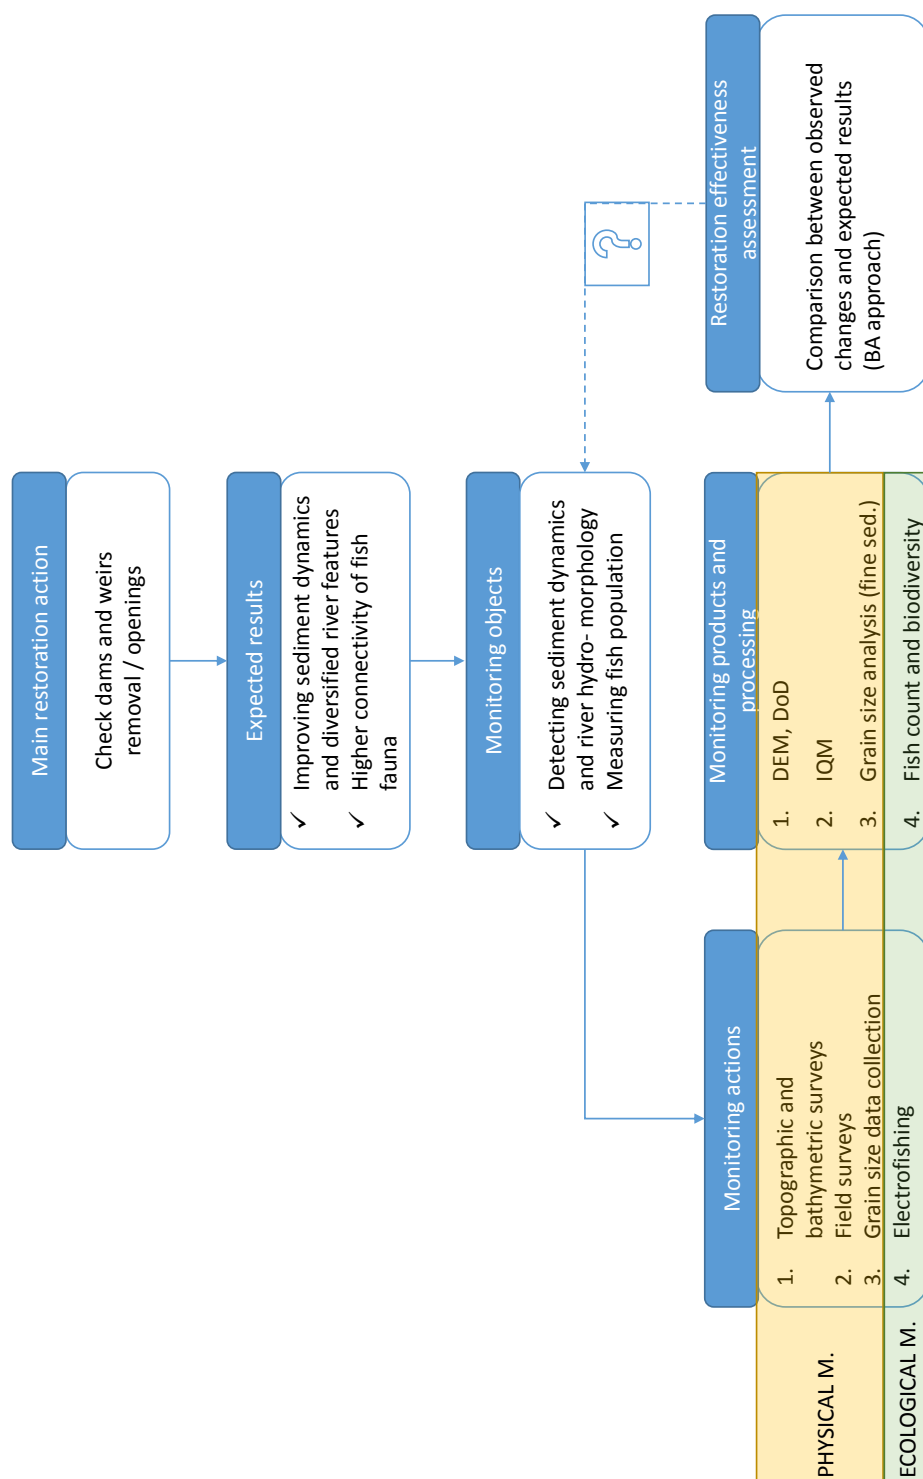 Main restoration action
Check dams and weirs
removal / openings
Expected results
✓ Improving sediment dynamics
and diversified river features
✓ Higher connectivity of fish
fauna
Monitoring objects
✓ Detecting sediment dynamics
and river hydro- morphology
✓ Measuring fish population
Monitoring actions
1. Topographic and
bathymetric surveys
2. Field surveys
3. Grain size data collection
4. Electrofishing
Monitoring products and
processing
1. DEM, DoD
2. IQM
3. Grain size analysis (fine sed.)
4. Fish count and biodiversity
Restoration effectiveness
assessment
Comparison between observed
changes and expected results
(BA approach)
?
PHYSICAL M.
ECOLOGICAL M.